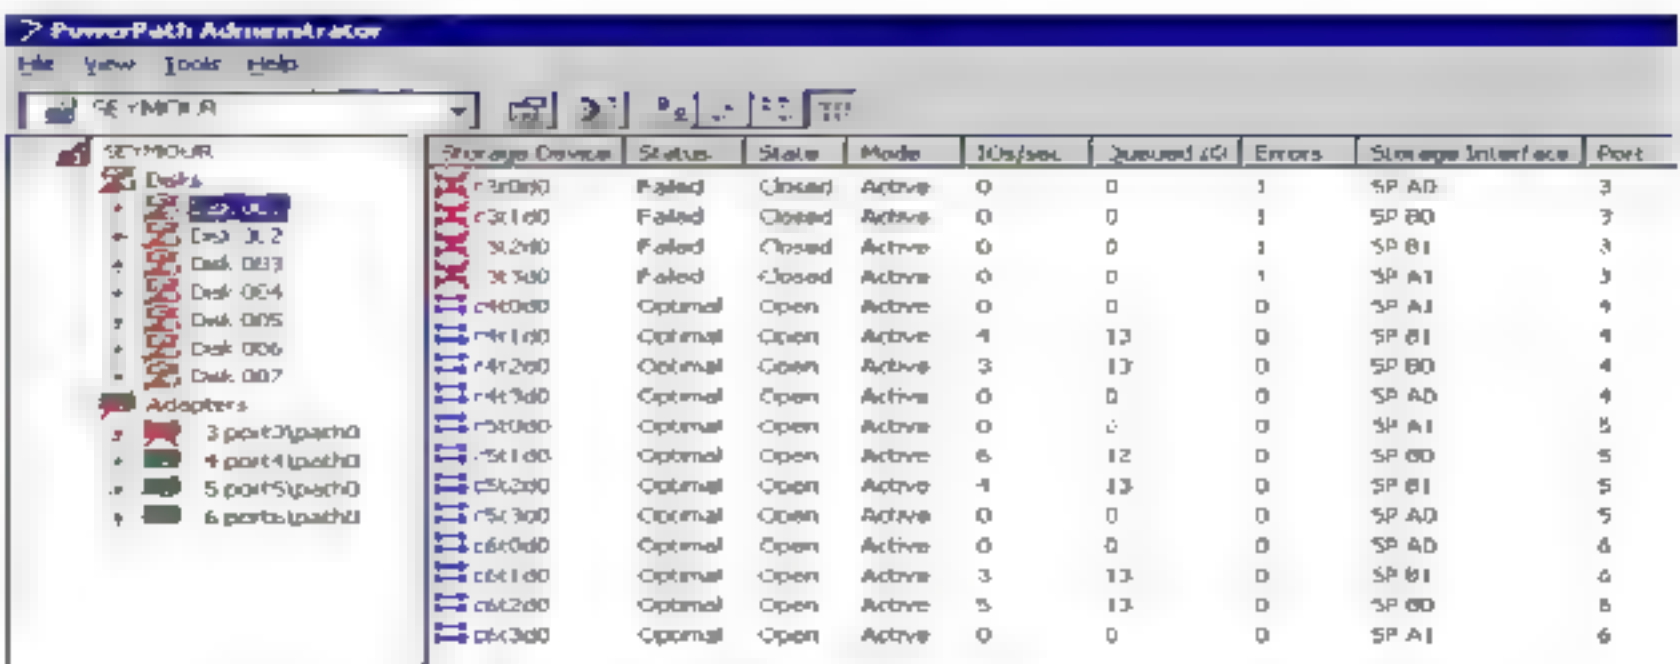 PowerPath Administrator
File View Tools Help
SEYMOUR
SEYMOUR
Disks
Disk 001
Disk 002
Disk 003
Disk 004
Disk 005
Disk 006
Disk 007
Adapters
3 port3\path0
4 port4\path0
5 port5\path0
6 port6\path0
Storage Device Status State Mode IOs/sec Queued IO Errors Storage Interface Port
c3t0d0 Failed Closed Active 0 0 1 SP A0 3
c3t1d0 Failed Closed Active 0 0 1 SP B0 3
c3t2d0 Failed Closed Active 0 0 1 SP B1 3
c3t3d0 Failed Closed Active 0 0 1 SP A1 3
c4t0d0 Optimal Open Active 0 0 0 SP A1 4
c4t1d0 Optimal Open Active 4 13 0 SP B1 4
c4t2d0 Optimal Open Active 3 13 0 SP B0 4
c4t3d0 Optimal Open Active 0 0 0 SP A0 4
c5t0d0 Optimal Open Active 0 0 SP A1 5
c5t1d0 Optimal Open Active 6 12 0 SP B0 5
c5t2d0 Optimal Open Active 4 13 0 SP B1 5
c5t3d0 Optimal Open Active 0 0 0 SP A0 5
c6t0d0 Optimal Open Active 0 0 0 SP A0 6
c6t1d0 Optimal Open Active 3 13 0 SP B1 6
c6t2d0 Optimal Open Active 5 13 0 SP B0 6
c6t3d0 Optimal Open Active 0 0 0 SP A1 6